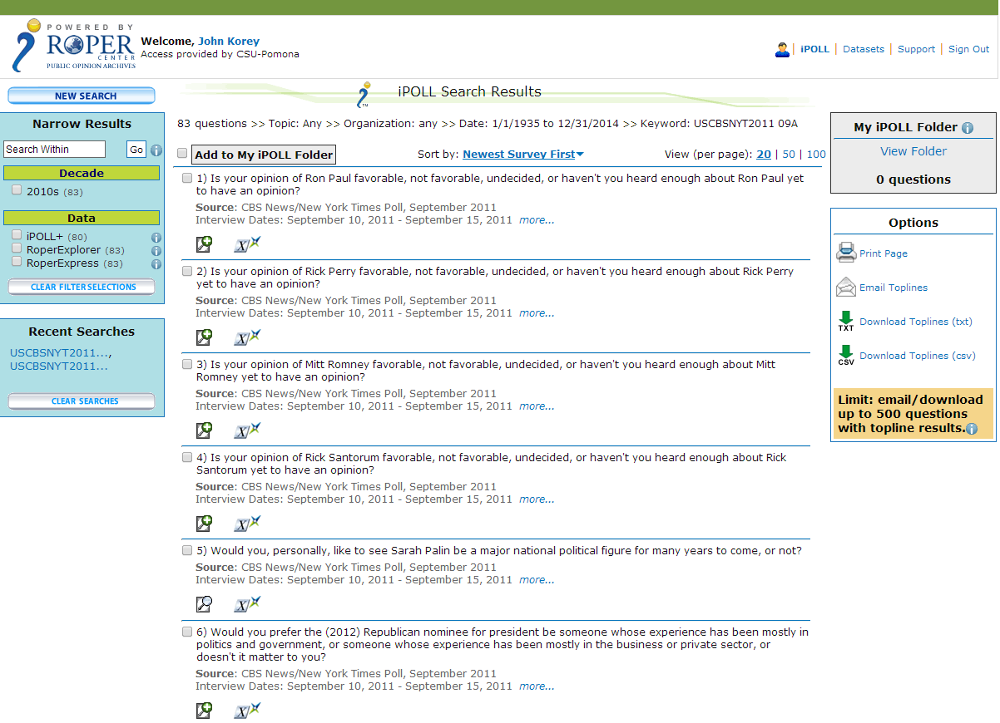 POWERED BY
ROPER
CENTER
PUBLIC OPINION ARCHIVES
Welcome, John Korey
Access provided by CSU-Pomona
iPOLL | Datasets | Support | Sign Out
NEW SEARCH
Narrow Results
Search Within Go
Decade
2010s (83)
Data
iPOLL+ (80)
RoperExplorer (83)
RoperExpress (83)
CLEAR FILTER SELECTIONS
Recent Searches
USCBSNYT2011...,
USCBSNYT2011...
CLEAR SEARCHES
TM
iPOLL Search Results
83 questions >> Topic: Any >> Organization: any >> Date: 1/1/1935 to 12/31/2014 >> Keyword: USCBSNYT2011 09A
Add to My iPOLL Folder Sort by: Newest Survey First View (per page): 20 | 50 | 100
1) Is your opinion of Ron Paul favorable, not favorable, undecided, or haven't you heard enough about Ron Paul yet
to have an opinion?
Source: CBS News/New York Times Poll, September 2011
Interview Dates: September 10, 2011 - September 15, 2011 more...
X
2) Is your opinion of Rick Perry favorable, not favorable, undecided, or haven't you heard enough about Rick Perry
yet to have an opinion?
Source: CBS News/New York Times Poll, September 2011
Interview Dates: September 10, 2011 - September 15, 2011 more...
X
3) Is your opinion of Mitt Romney favorable, not favorable, undecided, or haven't you heard enough about Mitt
Romney yet to have an opinion?
Source: CBS News/New York Times Poll, September 2011
Interview Dates: September 10, 2011 - September 15, 2011 more...
X
4) Is your opinion of Rick Santorum favorable, not favorable, undecided, or haven't you heard enough about Rick
Santorum yet to have an opinion?
Source: CBS News/New York Times Poll, September 2011
Interview Dates: September 10, 2011 - September 15, 2011 more...
X
5) Would you, personally, like to see Sarah Palin be a major national political figure for many years to come, or not?
Source: CBS News/New York Times Poll, September 2011
Interview Dates: September 10, 2011 - September 15, 2011 more...
X
6) Would you prefer the (2012) Republican nominee for president be someone whose experience has been mostly in
politics and government, or someone whose experience has been mostly in the business or private sector, or
doesn't it matter to you?
Source: CBS News/New York Times Poll, September 2011
Interview Dates: September 10, 2011 - September 15, 2011 more...
X
My iPOLL Folder
View Folder
0 questions
Options
Print Page
Email Toplines
TXT Download Toplines (txt)
CSV Download Toplines (csv)
Limit: email/download
up to 500 questions
with topline results.